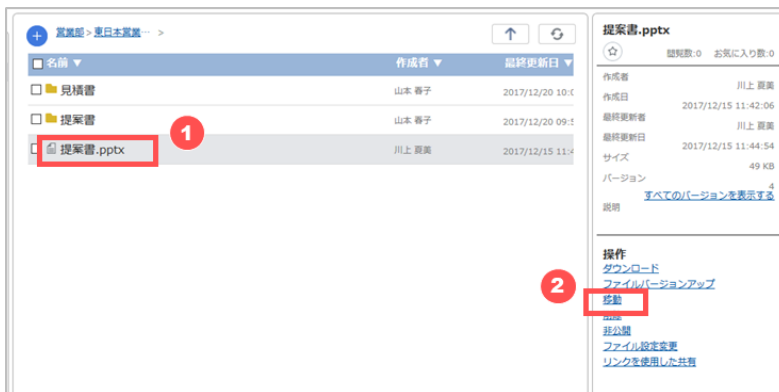 営業部 > 東日本営業… >
名前 ▼ 作成者 ▼ 最終更新日 ▼
見積書 山本 春子 2017/12/20 10:0
提案書 山本 春子 2017/12/20 09:5
提案書.pptx 川上 夏美 2017/12/15 11:4
1
提案書.pptx
閲覧数:0 お気に入り数:0
作成者
川上 夏美
作成日
2017/12/15 11:42:06
最終更新者
川上 夏美
最終更新日
2017/12/15 11:44:54
サイズ
49 KB
バージョン
4
すべてのバージョンを表示する
説明
操作
ダウンロード
ファイルバージョンアップ
2
移動
非公開
ファイル設定変更
リンクを使用した共有